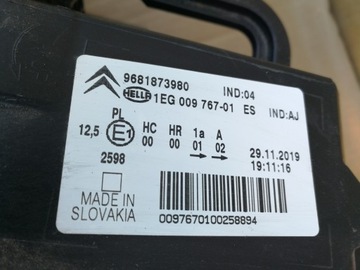 9681873980 IND:04
HELLA 1EG 009 767-01 ES IND:AJ
PL HC HR 1a A
12,5 E1 00 00 01 02 29.11.2019
2598 19:11:16
MADE IN
SLOVAKIA
0097670100258894